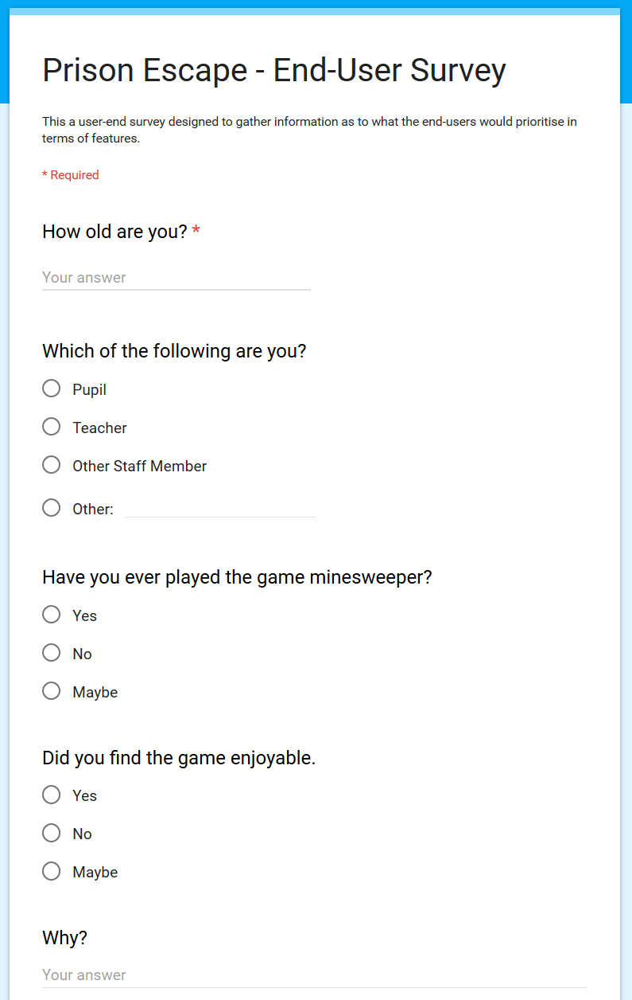 Prison Escape - End-User Survey
This a user-end survey designed to gather information as to what the end-users would prioritise in
terms of features.
* Required
How old are you? *
Your answer
Which of the following are you?
Pupil
Teacher
Other Staff Member
Other:
Have you ever played the game minesweeper?
Yes
No
Maybe
Did you find the game enjoyable.
Yes
No
Maybe
Why?
Your answer